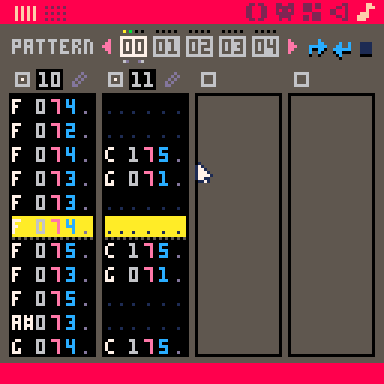 PATTERN 00 01 02 03 04
10 11
F 074. ......
F 072. ......
F 074. C 175.
F 073. G 071.
F 073. ......
F 074. ......
F 075. C 175.
F 073. G 071.
F 075. ......
A#073. ......
G 074. C 175.